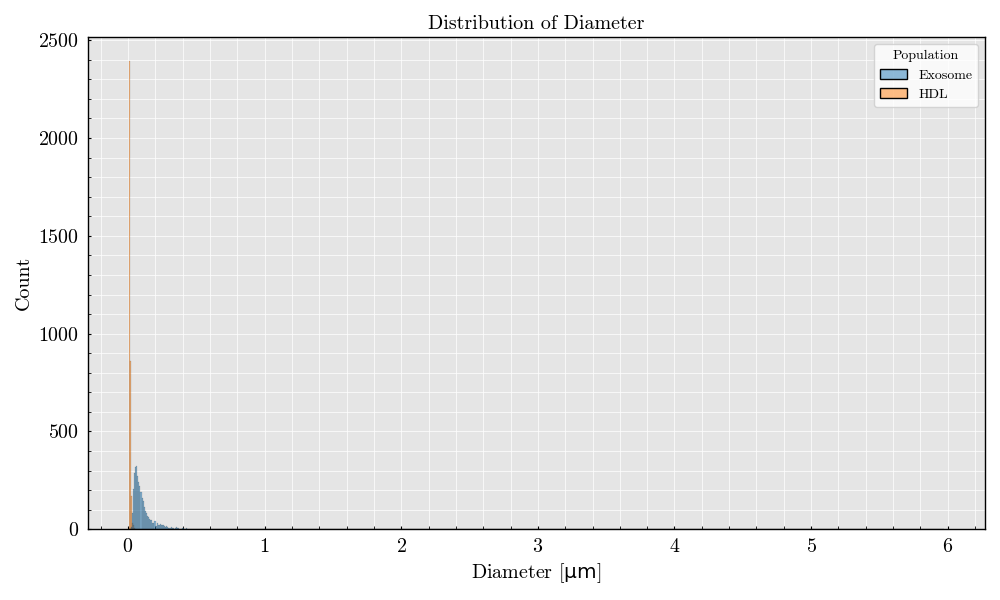 Distribution of Diameter
2500
2000
1500
1000
500
0
Count
Population
Exosome
HDL
0 1 2 3 4 5 6
Diameter [μm]